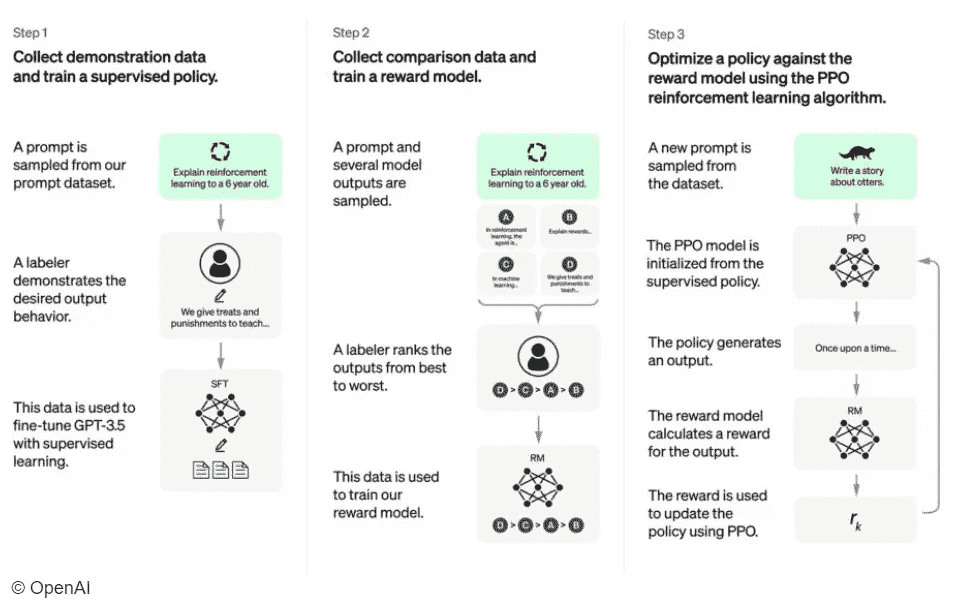 Step 1
Collect demonstration data
and train a supervised policy.
A prompt is
sampled from our
prompt dataset.
Explain reinforcement
learning to a 6 year old.
A labeler
demonstrates the
desired output
behavior.
We give treats and
punishments to teach...
This data is used to
fine-tune GPT-3.5
with supervised
learning.
SFT
Step 2
Collect comparison data and
train a reward model.
A prompt and
several model
outputs are
sampled.
Explain reinforcement
learning to a 6 year old.
A
In reinforcement
learning, the
agent is...
B
Explain rewards...
C
In machine
learning...
D
We give treats and
punishments to
teach...
A labeler ranks the
outputs from best
to worst.
D > C > A > B
This data is used
to train our
reward model.
RM
D > C > A > B
Step 3
Optimize a policy against the
reward model using the PPO
reinforcement learning algorithm.
A new prompt is
sampled from
the dataset.
Write a story
about otters.
The PPO model is
initialized from the
supervised policy.
PPO
The policy generates
an output.
Once upon a time...
The reward model
calculates a reward
for the output.
RM
The reward is used
to update the
policy using PPO.
rk
© OpenAI